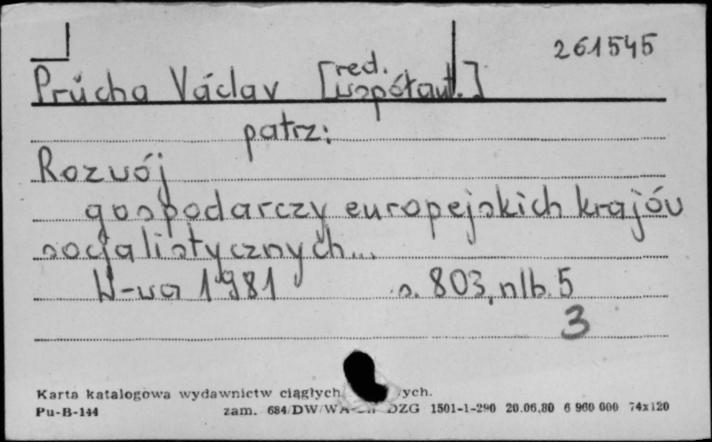 261545
Průcha Václav [red. współaut.]
patrz:
Rozwój
gospodarczy europejskich krajów
socjalistycznych...
W-wa 1981 s. 803, nlb. 5
3
Karta katalogowa wydawnictw ciągłych ych.
Pu-B-144 zam. 684/DW/WA DZG 1501-1-290 20.06.80 6 960 000 74x120